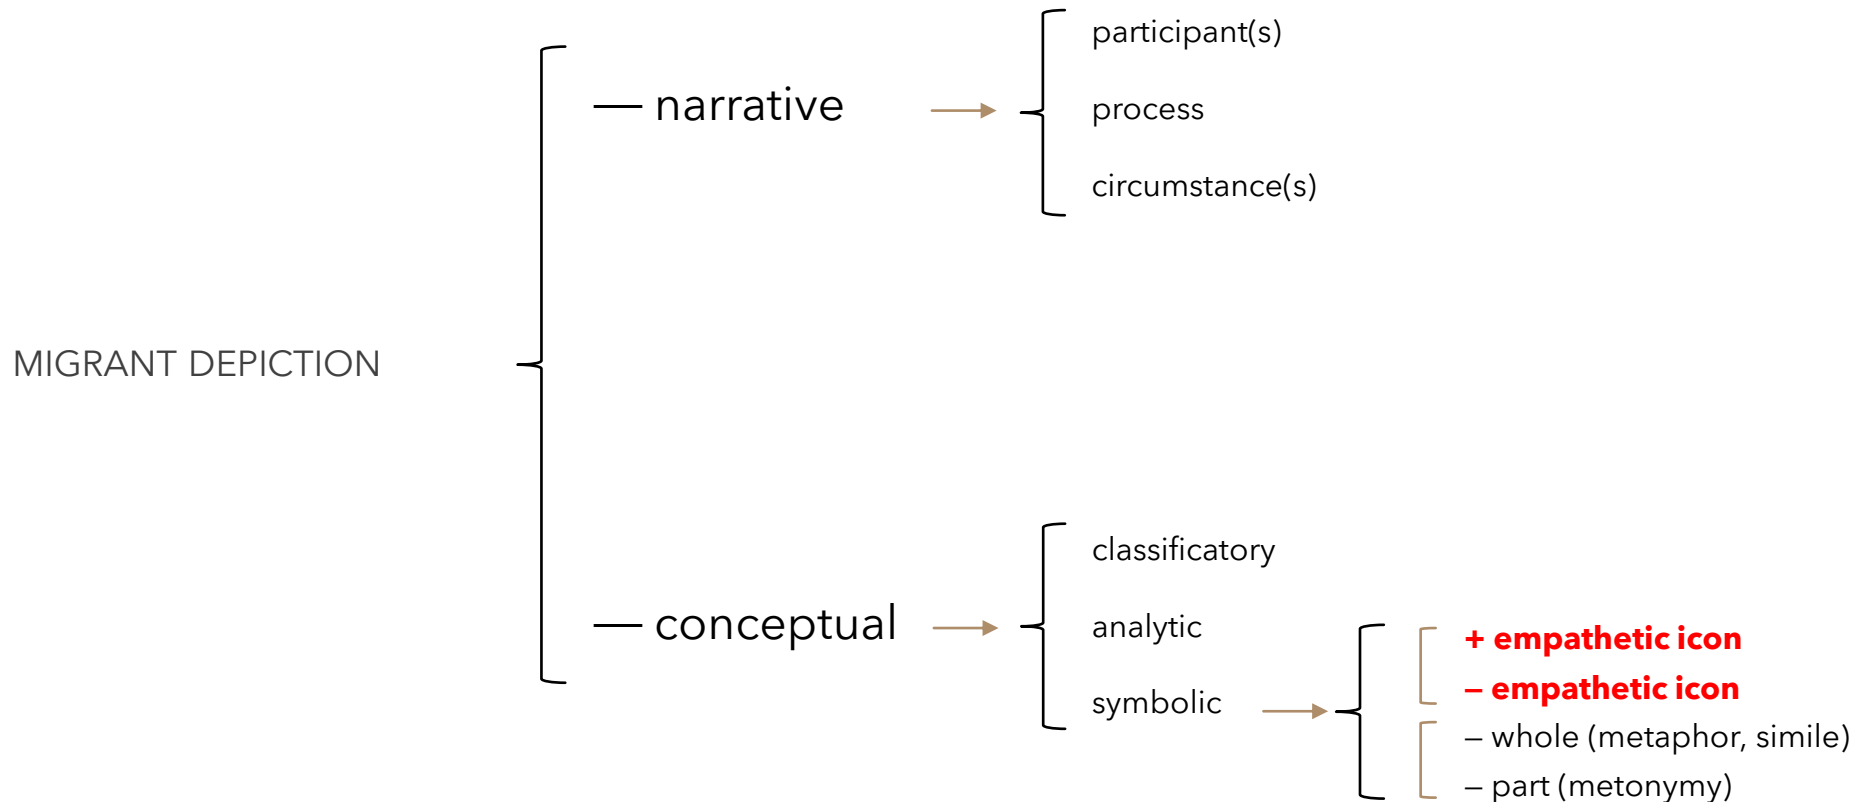 MIGRANT DEPICTION
— narrative
participant(s)
process
circumstance(s)
— conceptual
classificatory
analytic
symbolic
+ empathetic icon
– empathetic icon
– whole (metaphor, simile)
– part (metonymy)